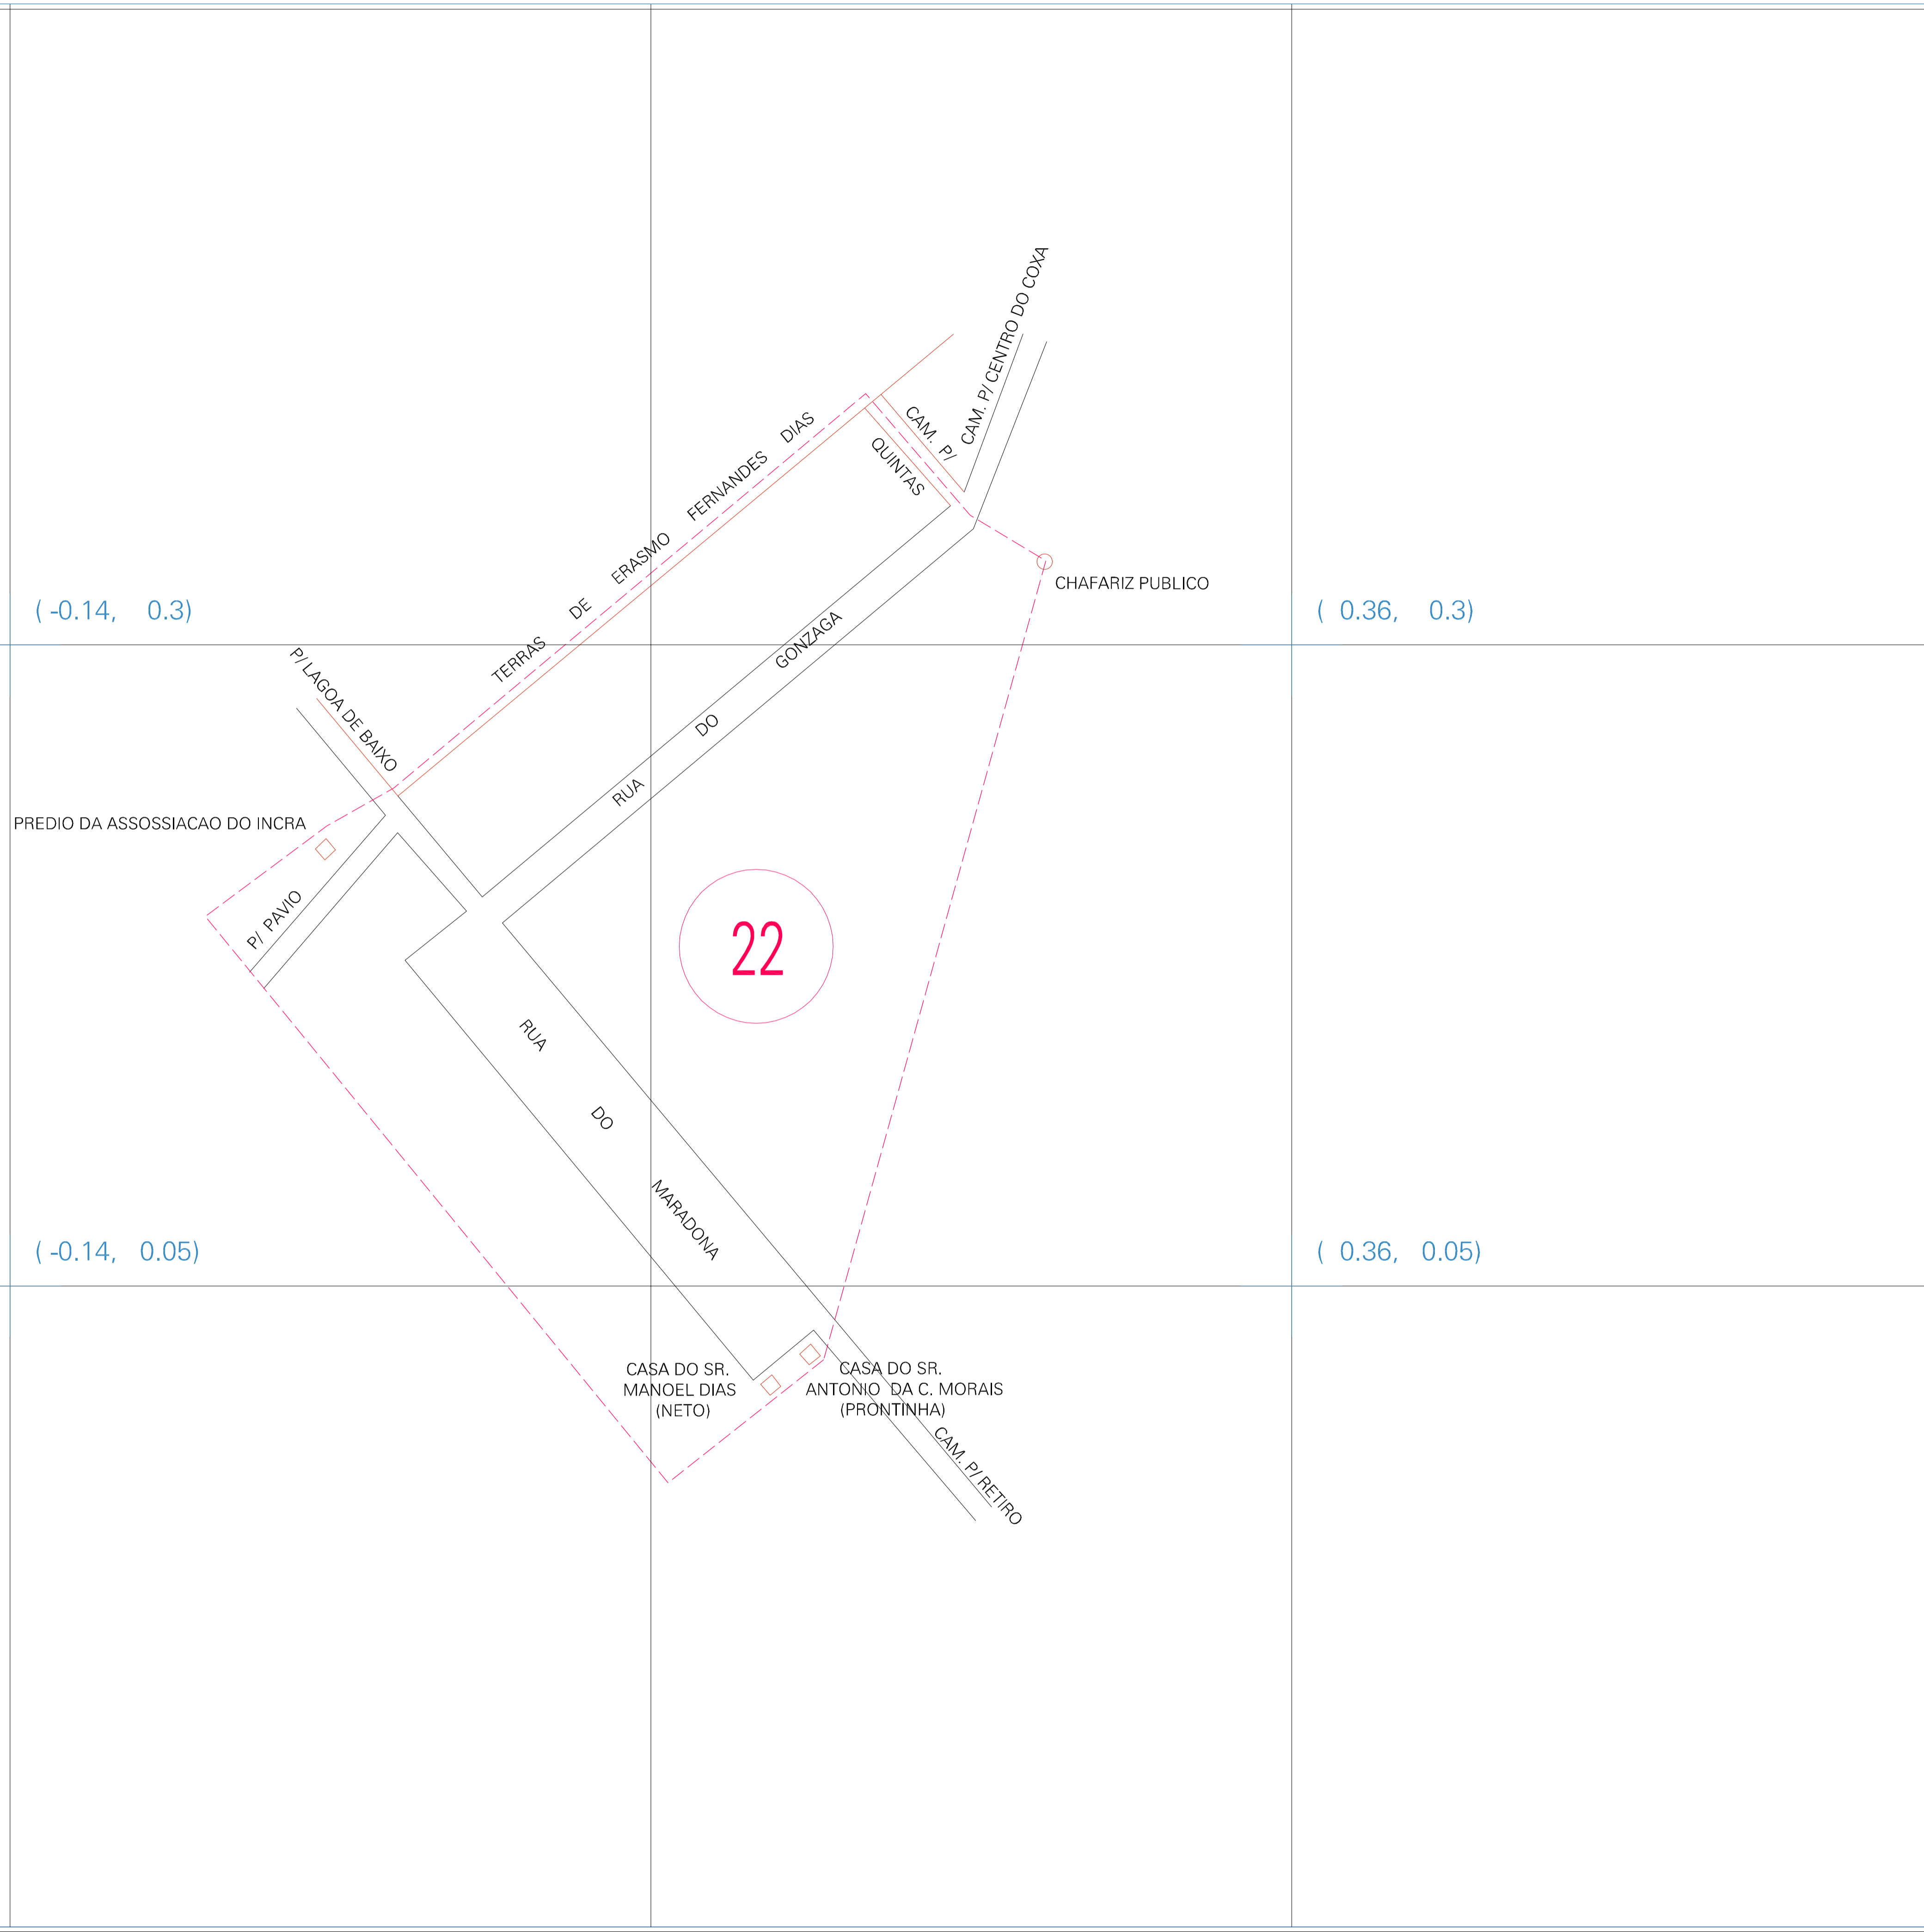 CAM. P/ CENTRO DO COXA
CAM. P/
QUINTAS
TERRAS DE ERASMO FERNANDES DIAS
CHAFARIZ PUBLICO
( -0.14, 0.3)
( 0.36, 0.3)
RUA DO GONZAGA
P/ LAGOA DE BAIXO
PREDIO DA ASSOSSIACAO DO INCRA
P/ PAVIO
22
RUA DO MARADONA
( -0.14, 0.05)
( 0.36, 0.05)
CASA DO SR.
MANOEL DIAS
(NETO)
CASA DO SR.
ANTONIO DA C. MORAIS
(PRONTINHA)
CAM. P/ RETIRO